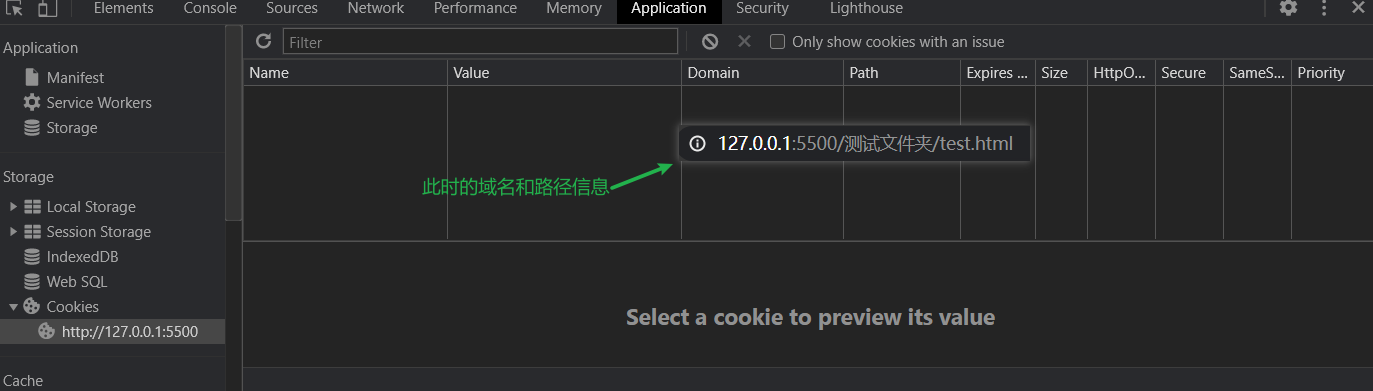 Elements Console Sources Network Performance Memory Application Security Lighthouse
Application
Manifest
Service Workers
Storage
Storage
Local Storage
Session Storage
IndexedDB
Web SQL
Cookies
http://127.0.0.1:5500
Cache
Filter
Only show cookies with an issue
Name Value Domain Path Expires ... Size HttpO... Secure SameS... Priority
127.0.0.1:5500/测试文件夹/test.html
此时的域名和路径信息
Select a cookie to preview its value